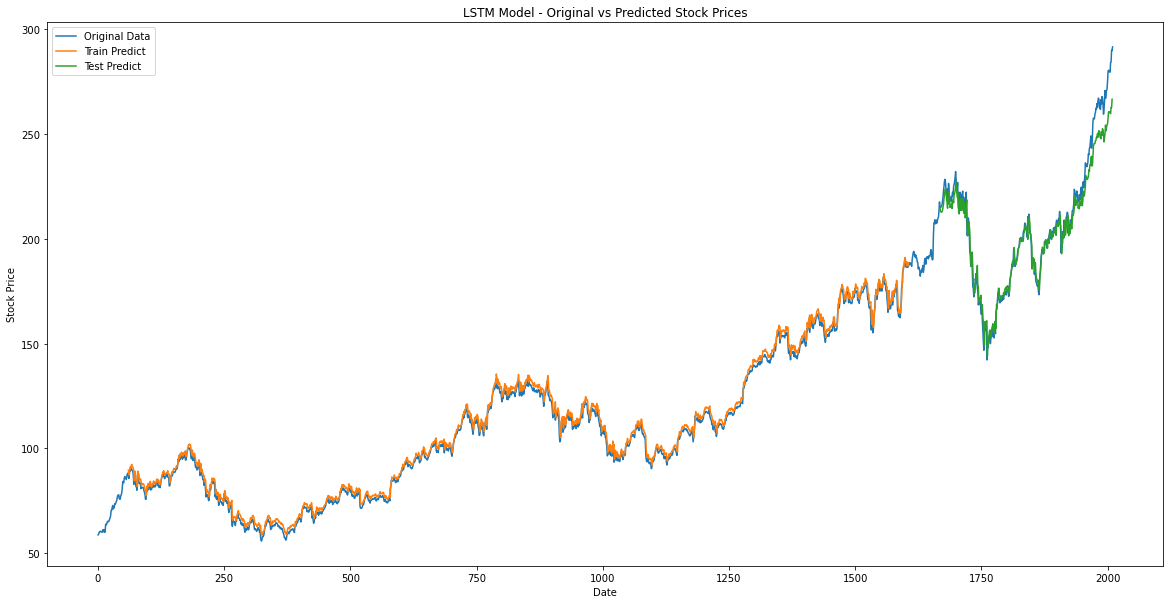 LSTM Model - Original vs Predicted Stock Prices
Original Data
Train Predict
Test Predict
300
250
200
150
100
50
Stock Price
0
250
500
750
1000
1250
1500
1750
2000
Date